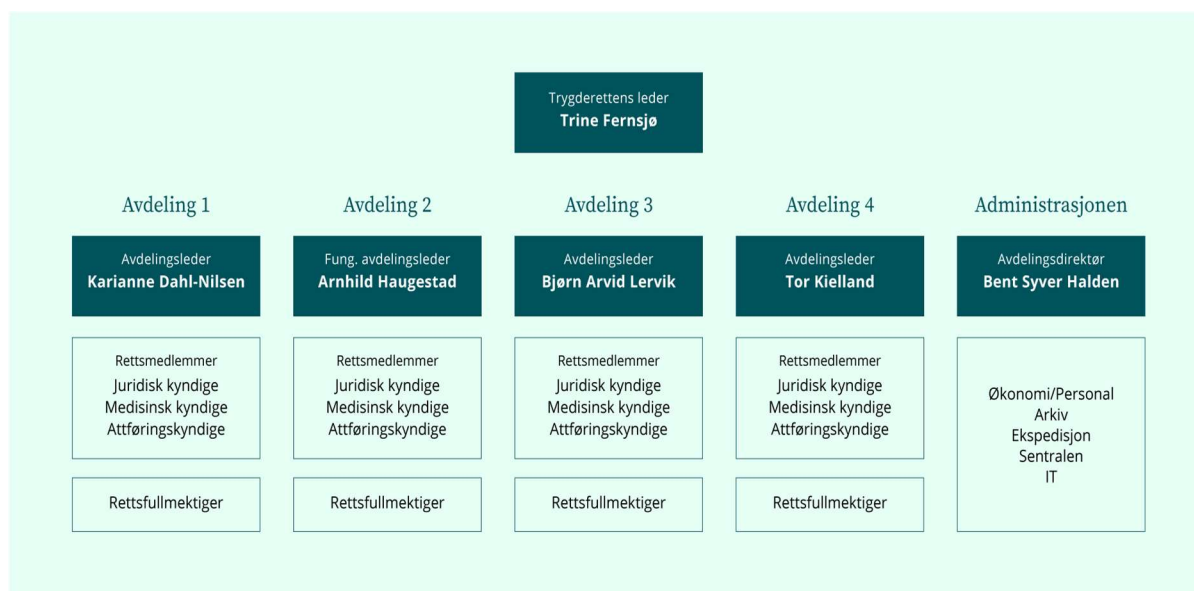 Trygderettens leder
Trine Fernsjø
Avdeling 1
Avdelingsleder
Karianne Dahl-Nilsen
Rettsmedlemmer
Juridisk kyndige
Medisinsk kyndige
Attføringskyndige
Rettsfullmektiger
Avdeling 2
Fung. avdelingsleder
Arnhild Haugestad
Rettsmedlemmer
Juridisk kyndige
Medisinsk kyndige
Attføringskyndige
Rettsfullmektiger
Avdeling 3
Avdelingsleder
Bjørn Arvid Lervik
Rettsmedlemmer
Juridisk kyndige
Medisinsk kyndige
Attføringskyndige
Rettsfullmektiger
Avdeling 4
Avdelingsleder
Tor Kielland
Rettsmedlemmer
Juridisk kyndige
Medisinsk kyndige
Attføringskyndige
Rettsfullmektiger
Administrasjonen
Avdelingsdirektør
Bent Syver Halden
Økonomi/Personal
Arkiv
Ekspedisjon
Sentralen
IT